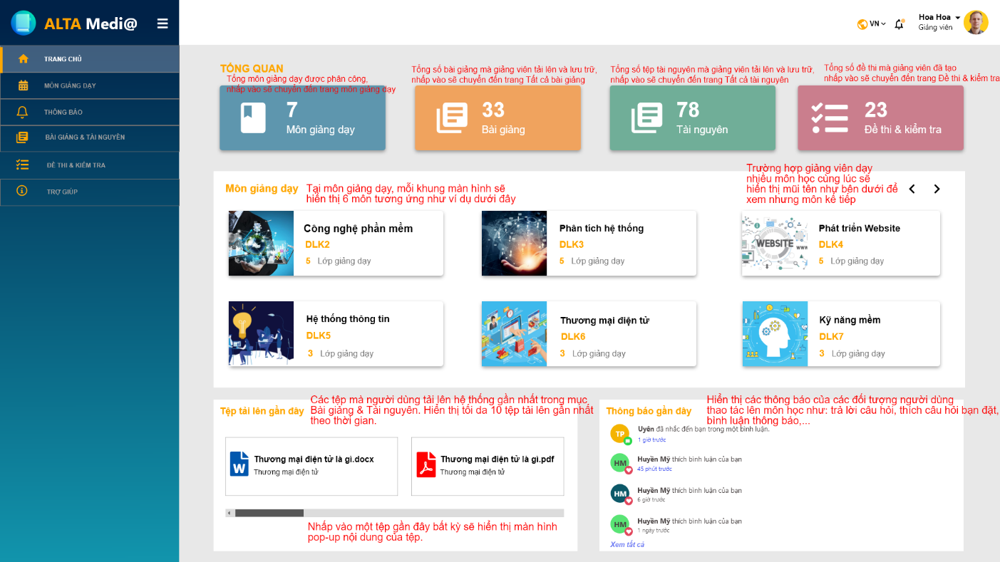 ALTA Medi@
TRANG CHỦ
MÔN GIẢNG DẠY
THÔNG BÁO
BÀI GIẢNG & TÀI NGUYÊN
ĐỀ THI & KIỂM TRA
TRỢ GIÚP
VN
Hoa Hoa
Giảng viên
TỔNG QUAN
Tổng môn giảng dạy được phân công,
nhấp vào sẽ chuyển đến trang môn giảng dạy
7
Môn giảng dạy
Tổng số bài giảng mà giảng viên tải lên và lưu trữ,
nhấp vào sẽ chuyển đến trang Tất cả bài giảng
33
Bài giảng
Tổng số tệp tài nguyên mà giảng viên tải lên và lưu trữ,
nhấp vào sẽ chuyển đến trang Tất cả tài nguyên
78
Tài nguyên
Tổng số đề thi mà giảng viên đã tạo
nhấp vào sẽ chuyển đến trang Đề thi & kiểm tra
23
Đề thi & kiểm tra
Môn giảng dạy
Tại môn giảng dạy, mỗi khung màn hình sẽ
hiển thị 6 môn tương ứng như ví dụ dưới đây
Trường hợp giảng viên dạy
nhiều môn học cùng lúc sẽ
hiển thị mũi tên như bên dưới để
xem nhưng môn kế tiếp
Công nghệ phần mềm
DLK2
5 Lớp giảng dạy
Phân tích hệ thống
DLK3
5 Lớp giảng dạy
WEBSITE
WWW
Phát triển Website
DLK4
5 Lớp giảng dạy
Hệ thống thông tin
DLK5
3 Lớp giảng dạy
Thương mại điện tử
DLK6
3 Lớp giảng dạy
Kỹ năng mềm
DLK7
3 Lớp giảng dạy
Tệp tải lên gần đây
Các tệp mà người dùng tải lên hệ thống gần nhất trong mục
Bài giảng & Tài nguyên. Hiển thị tối đa 10 tệp tải lên gần nhất
theo thời gian.
W
Thương mại điện tử là gì.docx
Thương mại điện tử
Thương mại điện tử là gì.pdf
Thương mại điện tử
Nhấp vào một tệp gần đây bất kỳ sẽ hiển thị màn hình
pop-up nội dung của tệp.
Thông báo gần đây
Hiển thị các thông báo của các đối tượng người dùng
thao tác lên môn học như: trả lời câu hỏi, thích câu hỏi bạn đặt,
bình luận thông báo,...
TP
Uyên đã nhắc đến bạn trong một bình luận.
1 giờ trước
HM
Huyền Mỹ thích bình luận của bạn
45 phút trước
HM
Huyền Mỹ thích bình luận của bạn
6 giờ trước
HM
Huyền Mỹ thích bình luận của bạn
1 ngày trước
Xem tất cả